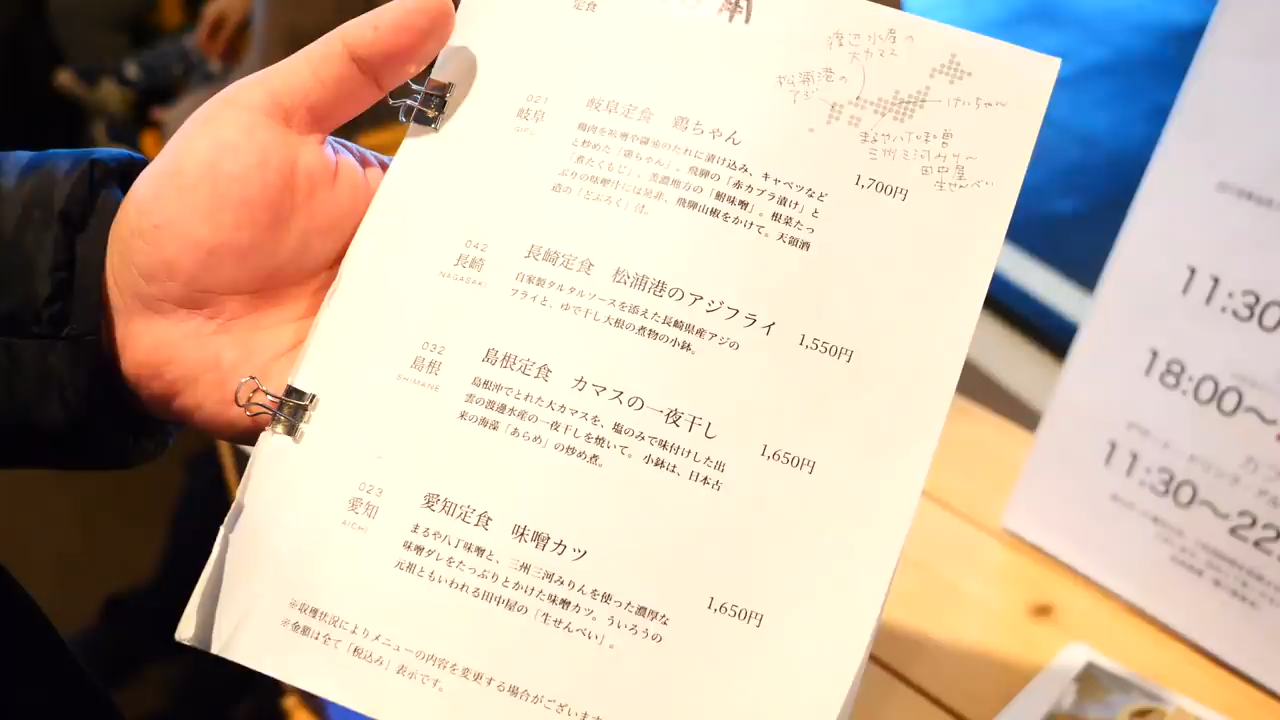 定食
渡辺水産の
大カマス
松浦港の
アジ
けいちゃん
まるや八丁味噌
三州三河みりん
田中屋
生せんべい
021
岐阜
GIFU
岐阜定食 鶏ちゃん
鶏肉を味噌や醤油のたれに漬け込み、キャベツなど
と炒めた「鶏ちゃん」。飛騨の「赤カブラ漬け」と
「煮たくもじ」、美濃地方の「鮒味噌」。根菜たっ
ぷりの味噌汁には是非、飛騨山椒をかけて。天領酒
造の「どぶろく」付。
1,700円
042
長崎
NAGASAKI
長崎定食 松浦港のアジフライ
自家製タルタルソースを添えた長崎県産アジの
フライと、ゆで干し大根の煮物の小鉢。
1,550円
032
島根
SHIMANE
島根定食 カマスの一夜干し
島根沖でとれた大カマスを、塩のみで味付けした出
雲の渡邊水産の一夜干しを焼いて。小鉢は、日本古
来の海藻「あらめ」の炒め煮。
1,650円
023
愛知
AICHI
愛知定食 味噌カツ
まるや八丁味噌と、三州三河みりんを使った濃厚な
味噌ダレをたっぷりとかけた味噌カツ。ういろうの
元祖ともいわれる田中屋の「生せんべい」。
1,650円
※収穫状況によりメニューの内容を変更する場合がございます
※金額は全て「税込み」表示です。
11:30
18:00〜
11:30〜22